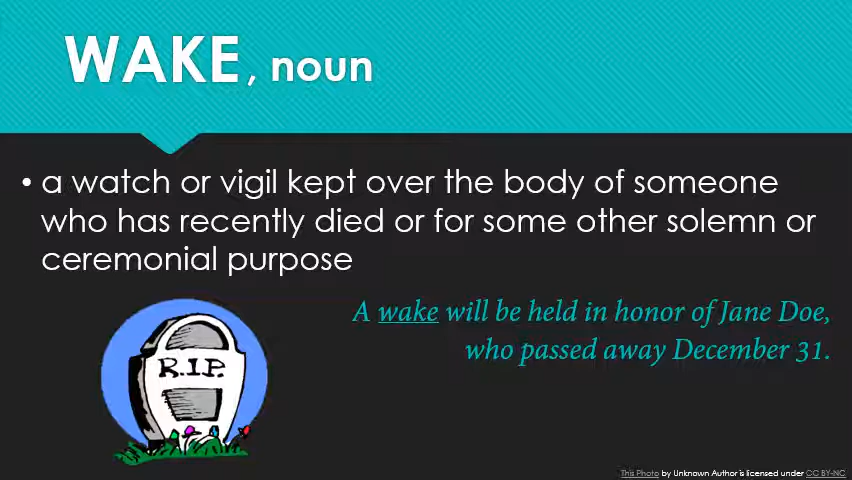 WAKE, noun
• a watch or vigil kept over the body of someone
who has recently died or for some other solemn or
ceremonial purpose
A wake will be held in honor of Jane Doe,
who passed away December 31.
R.I.P.
This Photo by Unknown Author is licensed under CC BY-NC